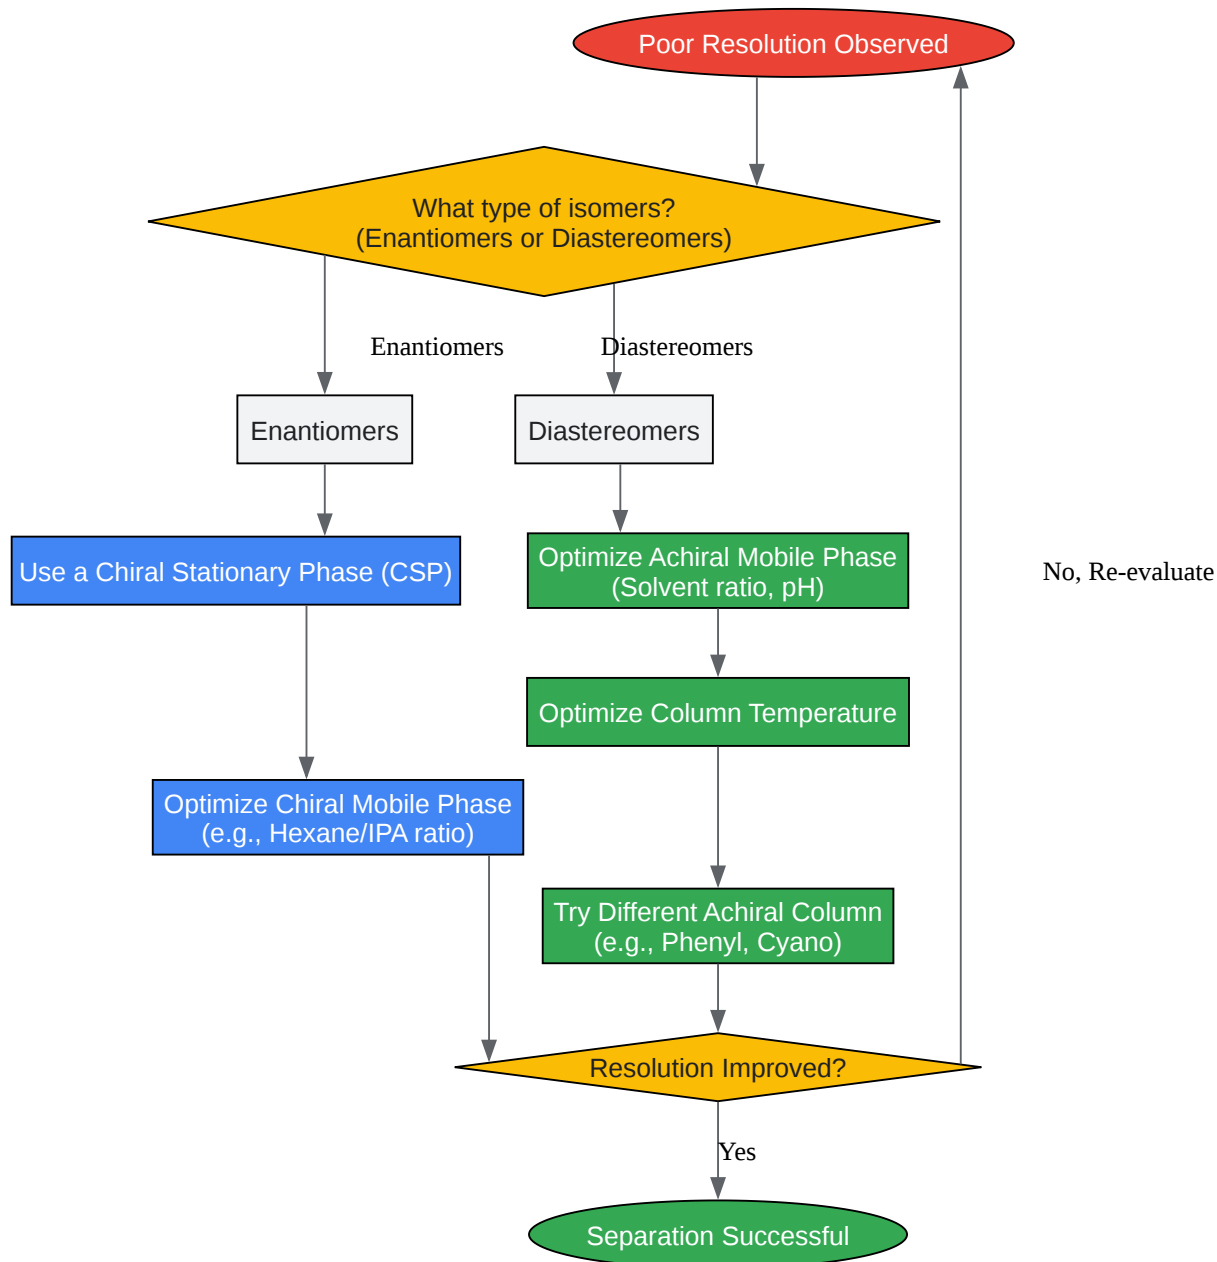 Poor Resolution Observed
What type of isomers?
(Enantiomers or Diastereomers)
Enantiomers
Diastereomers
Enantiomers
Diastereomers
Use a Chiral Stationary Phase (CSP)
Optimize Achiral Mobile Phase
(Solvent ratio, pH)
No, Re-evaluate
Optimize Column Temperature
Optimize Chiral Mobile Phase
(e.g., Hexane/IPA ratio)
Try Different Achiral Column
(e.g., Phenyl, Cyano)
Resolution Improved?
Yes
Separation Successful